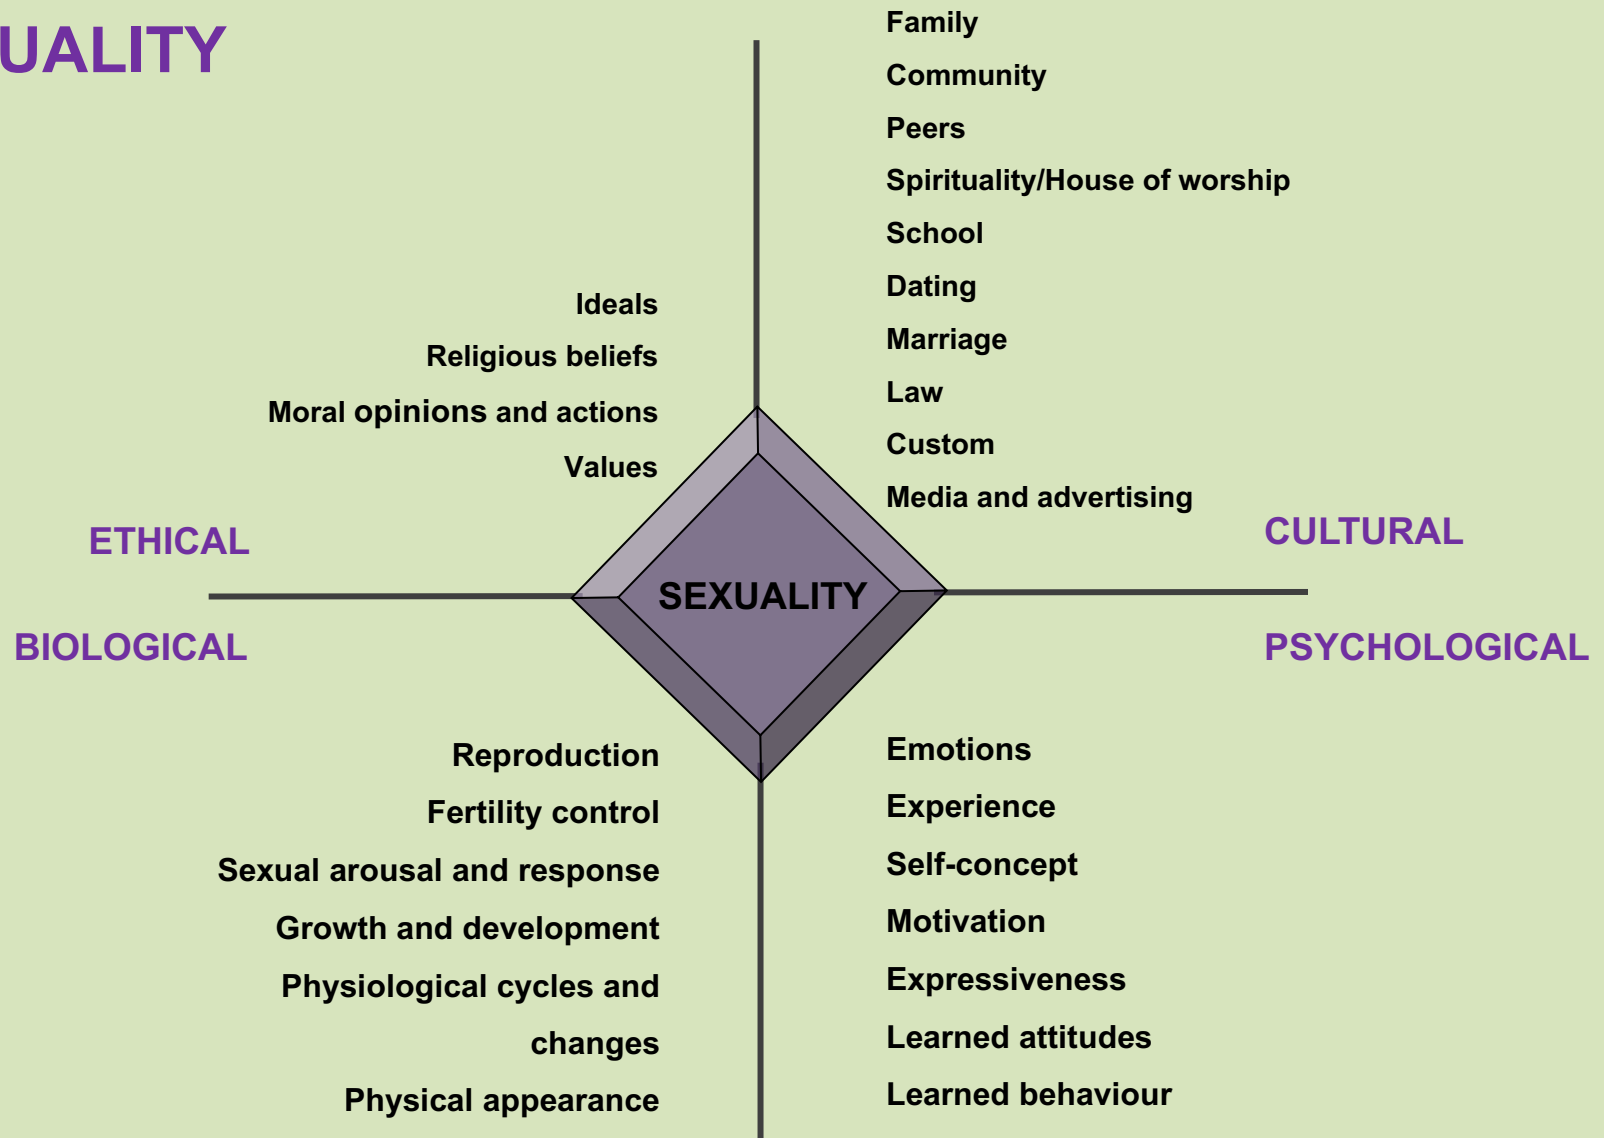 UALITY
Ideals
Religious beliefs
Moral opinions and actions
Values
ETHICAL
Family
Community
Peers
Spirituality/House of worship
School
Dating
Marriage
Law
Custom
Media and advertising
CULTURAL
SEXUALITY
BIOLOGICAL
Reproduction
Fertility control
Sexual arousal and response
Growth and development
Physiological cycles and
changes
Physical appearance
PSYCHOLOGICAL
Emotions
Experience
Self-concept
Motivation
Expressiveness
Learned attitudes
Learned behaviour